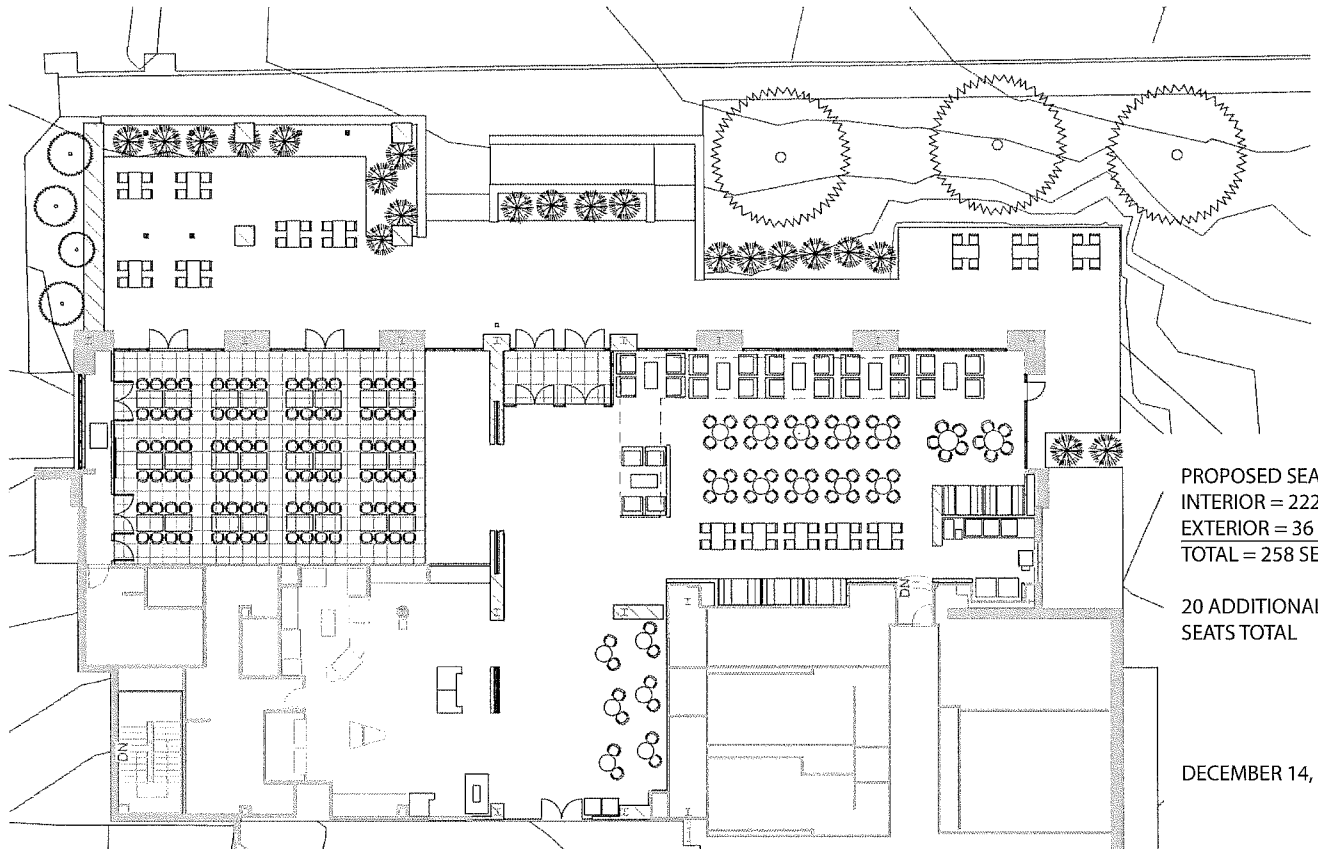 PROPOSED SEA
INTERIOR = 222
EXTERIOR = 36
TOTAL = 258 SE
20 ADDITIONAL
SEATS TOTAL
DECEMBER 14,
DN
DN